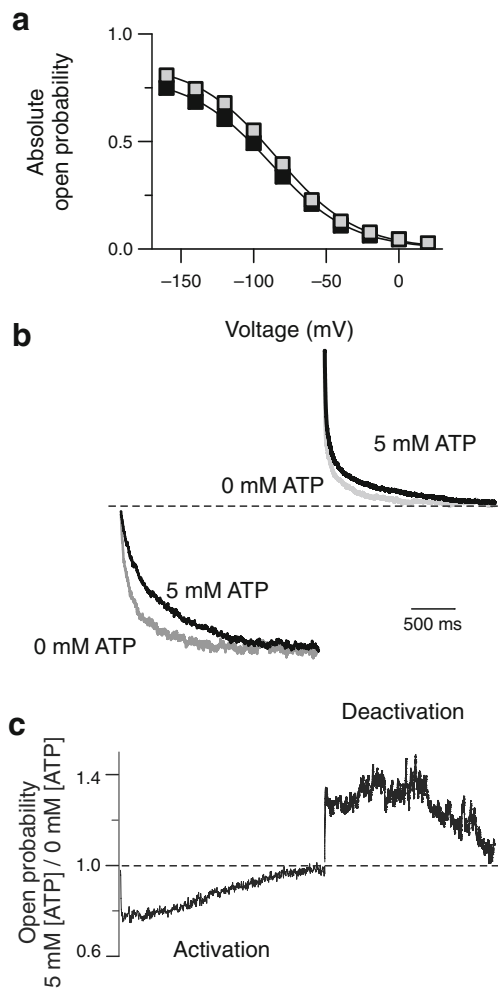 a
Absolute
open probability
1.0
0.5
0.0
−150
−100
−50
0
Voltage (mV)
b
5 mM ATP
0 mM ATP
5 mM ATP
0 mM ATP
500 ms
c
Deactivation
Open probability
5 mM [ATP] / 0 mM [ATP]
1.4
1.0
0.6
Activation